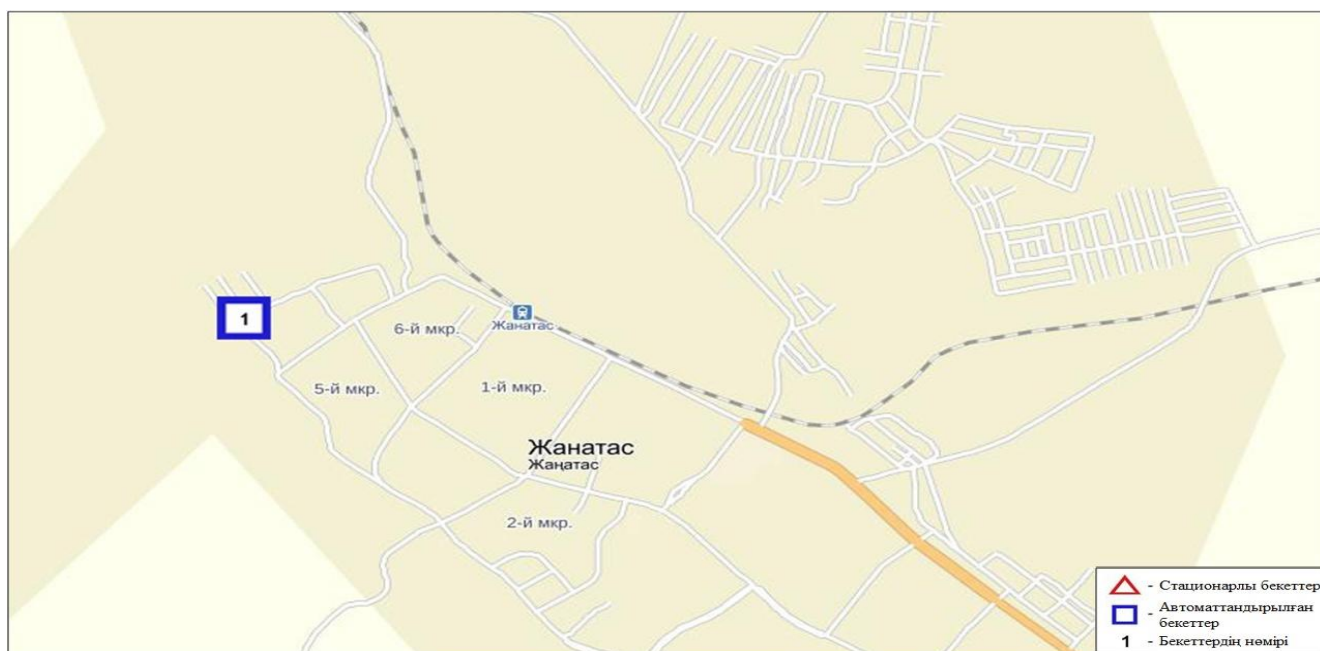 1
Жанатас
6-й мкр.
5-й мкр.
1-й мкр.
Жанатас
Жаңатас
2-й мкр.
- Стационарлы бекеттер
- Автоматтандырылған
бекеттер
1 - Бекеттердің нөмірі